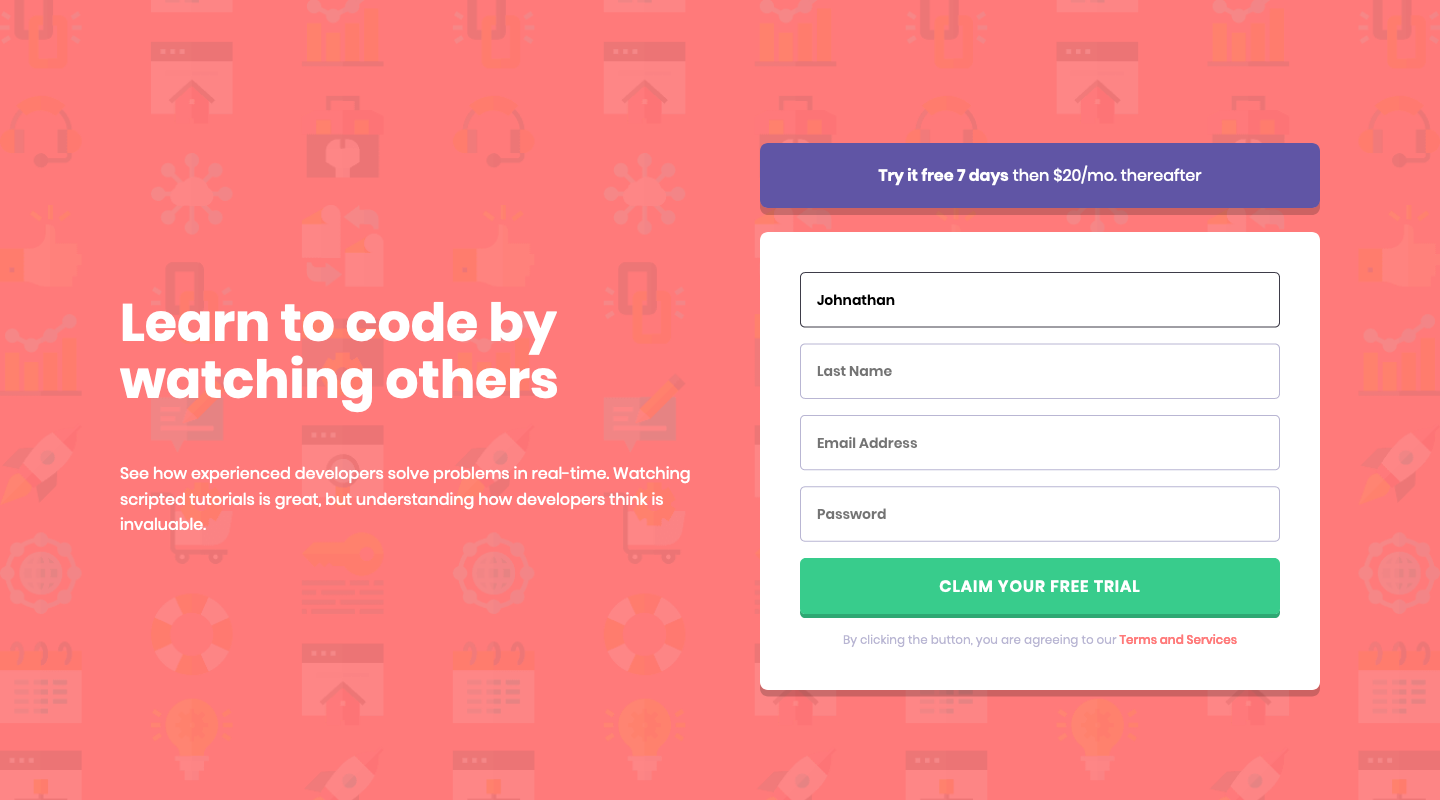 Learn to code by
watching others
See how experienced developers solve problems in real-time. Watching
scripted tutorials is great, but understanding how developers think is
invaluable.
Try it free 7 days then $20/mo. thereafter
Johnathan
Last Name
Email Address
Password
CLAIM YOUR FREE TRIAL
By clicking the button, you are agreeing to our Terms and Services